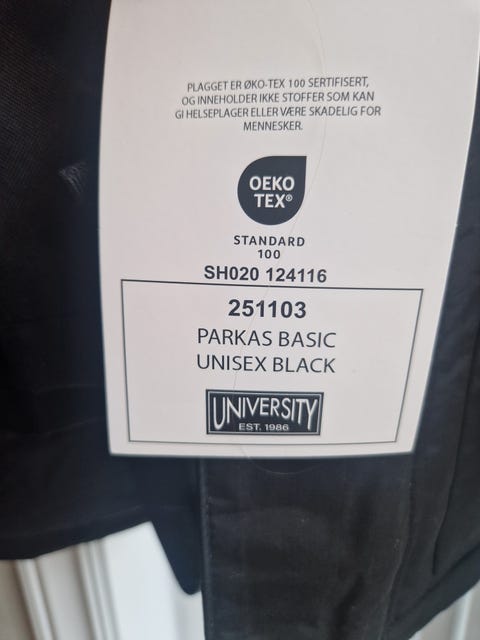 PLAGGET ER ØKO-TEX 100 SERTIFISERT,
OG INNEHOLDER IKKE STOFFER SOM KAN
GI HELSEPLAGER ELLER VÆRE SKADELIG FOR
MENNESKER.
OEKO
TEX®
STANDARD
100
SH020 124116
251103
PARKAS BASIC
UNISEX BLACK
UNIVERSITY
EST. 1986